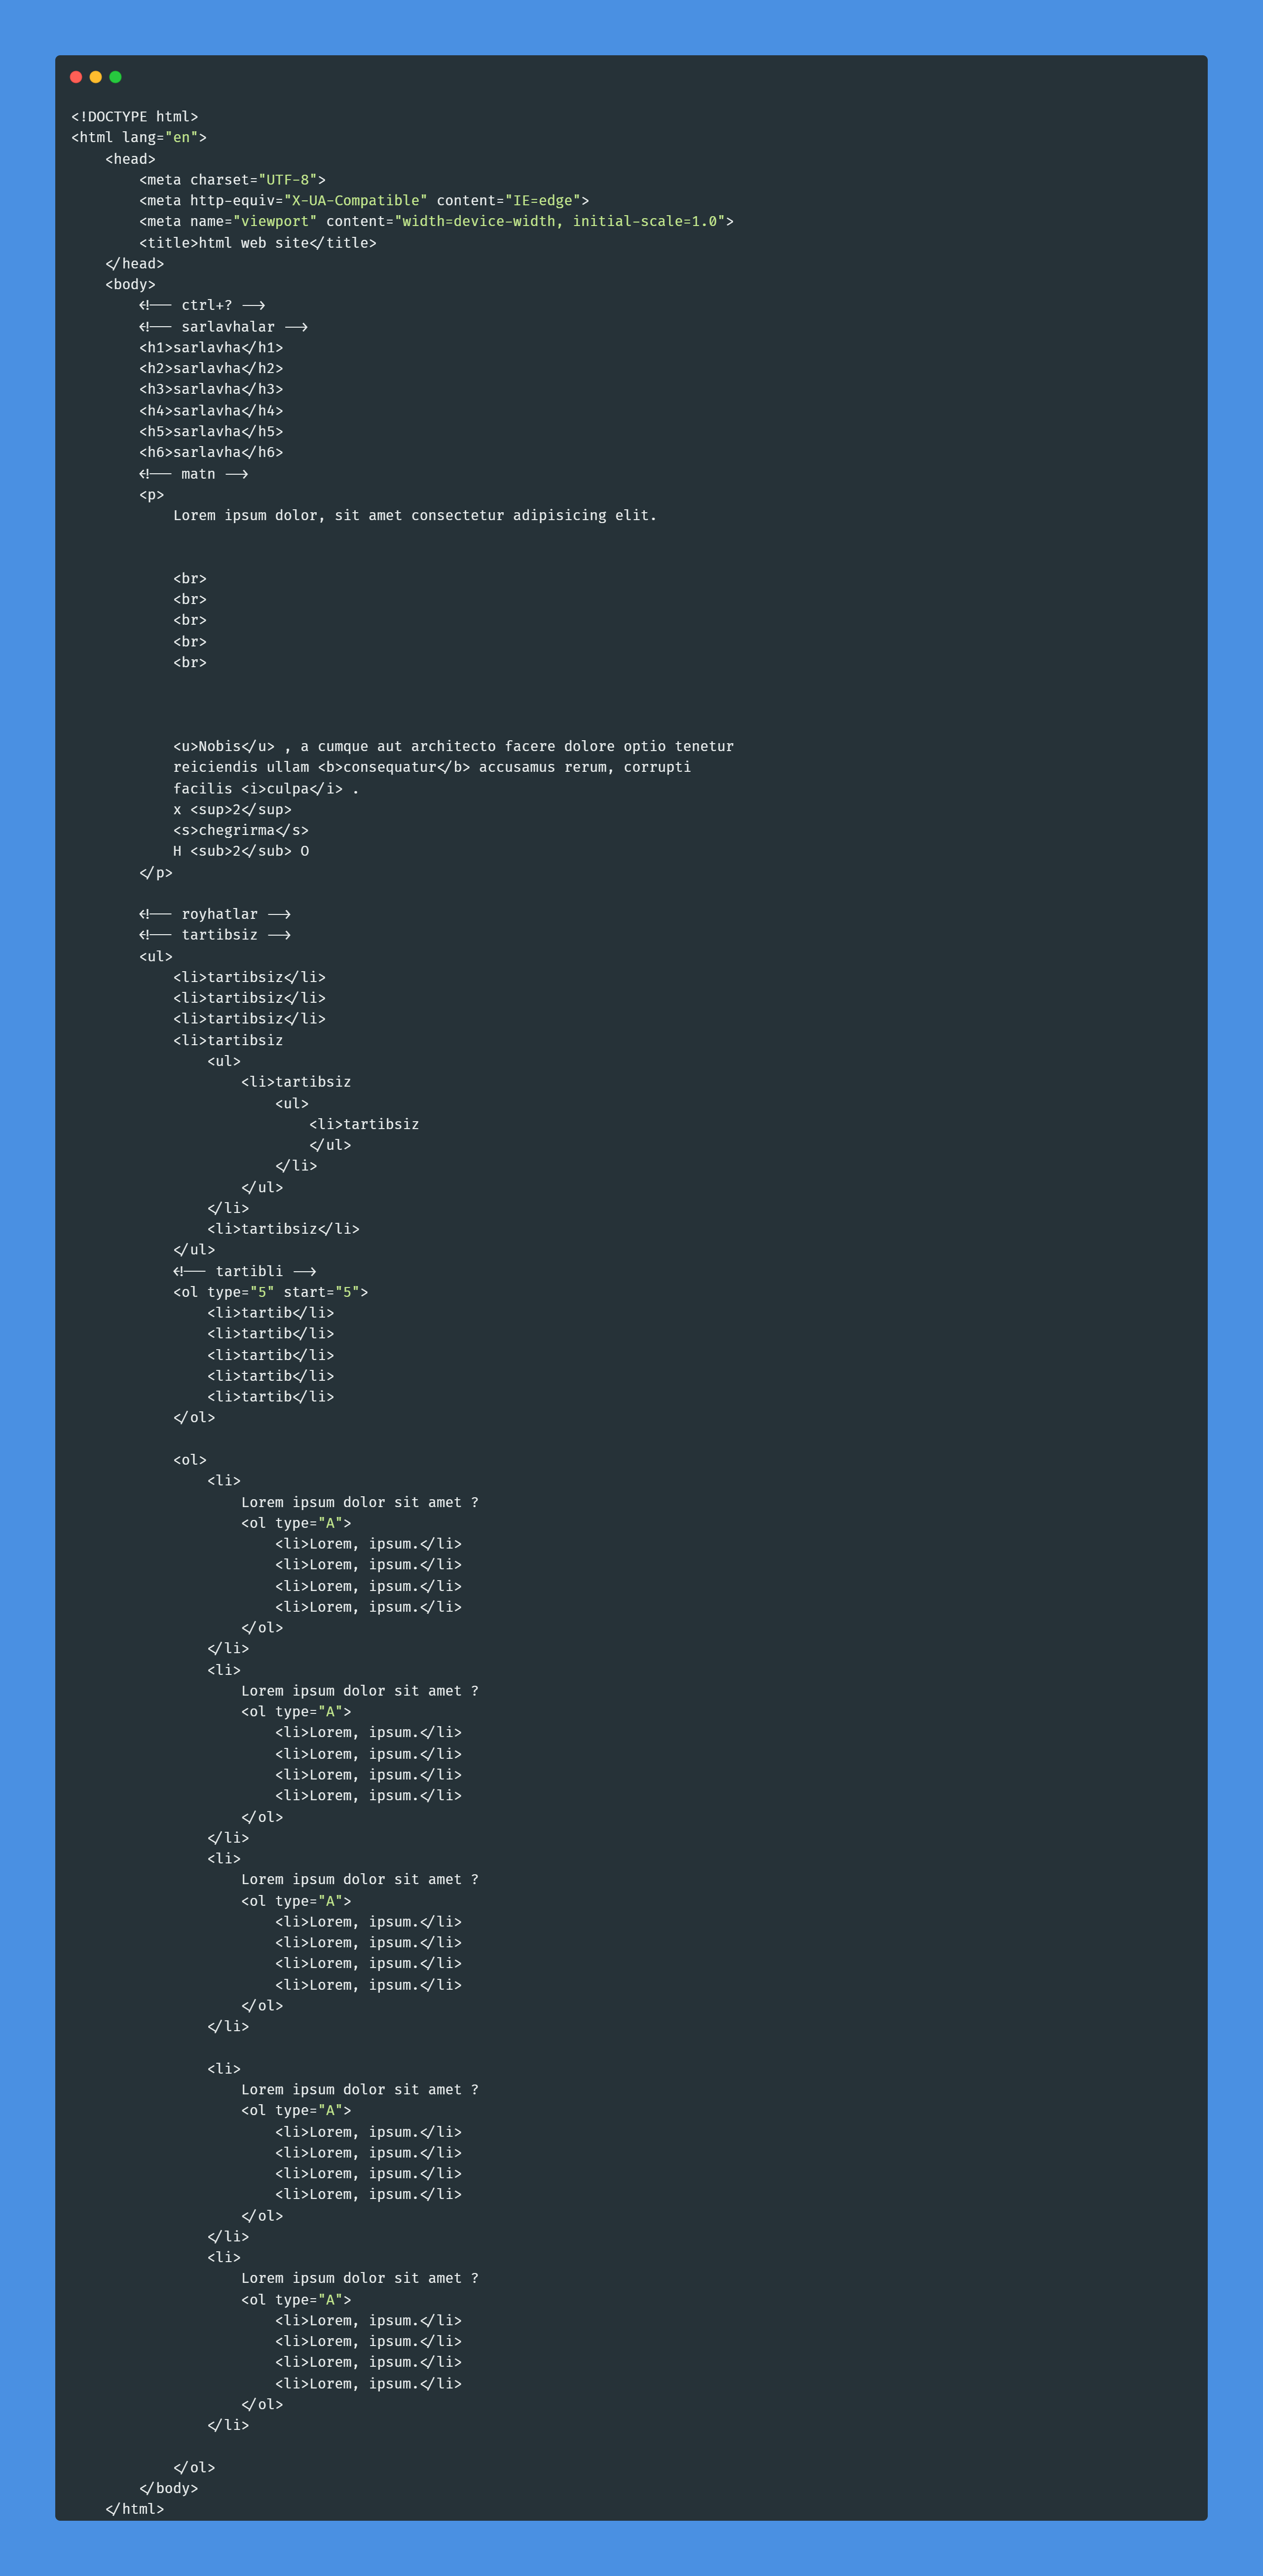 <!DOCTYPE html>
<html lang="en">
    <head>
        <meta charset="UTF-8">
        <meta http-equiv="X-UA-Compatible" content="IE=edge">
        <meta name="viewport" content="width=device-width, initial-scale=1.0">
        <title>html web site</title>
    </head>
    <body>
        <!-- ctrl+? -->
        <!-- sarlavhalar -->
        <h1>sarlavha</h1>
        <h2>sarlavha</h2>
        <h3>sarlavha</h3>
        <h4>sarlavha</h4>
        <h5>sarlavha</h5>
        <h6>sarlavha</h6>
        <!-- matn -->
        <p>
            Lorem ipsum dolor, sit amet consectetur adipisicing elit.
            <br>
            <br>
            <br>
            <br>
            <br>
            <u>Nobis</u> , a cumque aut architecto facere dolore optio tenetur
            reiciendis ullam <b>consequatur</b> accusamus rerum, corrupti
            facilis <i>culpa</i> .
            x <sup>2</sup>
            <s>chegrirma</s>
            H <sub>2</sub> O
        </p>
        <!-- royhatlar -->
        <!-- tartibsiz -->
        <ul>
            <li>tartibsiz</li>
            <li>tartibsiz</li>
            <li>tartibsiz</li>
            <li>tartibsiz
                <ul>
                    <li>tartibsiz
                        <ul>
                            <li>tartibsiz
                            </ul>
                        </li>
                    </ul>
                </li>
                <li>tartibsiz</li>
            </ul>
            <!-- tartibli -->
            <ol type="5" start="5">
                <li>tartib</li>
                <li>tartib</li>
                <li>tartib</li>
                <li>tartib</li>
                <li>tartib</li>
            </ol>
            <ol>
                <li>
                    Lorem ipsum dolor sit amet ?
                    <ol type="A">
                        <li>Lorem, ipsum.</li>
                        <li>Lorem, ipsum.</li>
                        <li>Lorem, ipsum.</li>
                        <li>Lorem, ipsum.</li>
                    </ol>
                </li>
                <li>
                    Lorem ipsum dolor sit amet ?
                    <ol type="A">
                        <li>Lorem, ipsum.</li>
                        <li>Lorem, ipsum.</li>
                        <li>Lorem, ipsum.</li>
                        <li>Lorem, ipsum.</li>
                    </ol>
                </li>
                <li>
                    Lorem ipsum dolor sit amet ?
                    <ol type="A">
                        <li>Lorem, ipsum.</li>
                        <li>Lorem, ipsum.</li>
                        <li>Lorem, ipsum.</li>
                        <li>Lorem, ipsum.</li>
                    </ol>
                </li>
                <li>
                    Lorem ipsum dolor sit amet ?
                    <ol type="A">
                        <li>Lorem, ipsum.</li>
                        <li>Lorem, ipsum.</li>
                        <li>Lorem, ipsum.</li>
                        <li>Lorem, ipsum.</li>
                    </ol>
                </li>
                <li>
                    Lorem ipsum dolor sit amet ?
                    <ol type="A">
                        <li>Lorem, ipsum.</li>
                        <li>Lorem, ipsum.</li>
                        <li>Lorem, ipsum.</li>
                        <li>Lorem, ipsum.</li>
                    </ol>
                </li>
            </ol>
        </body>
    </html>